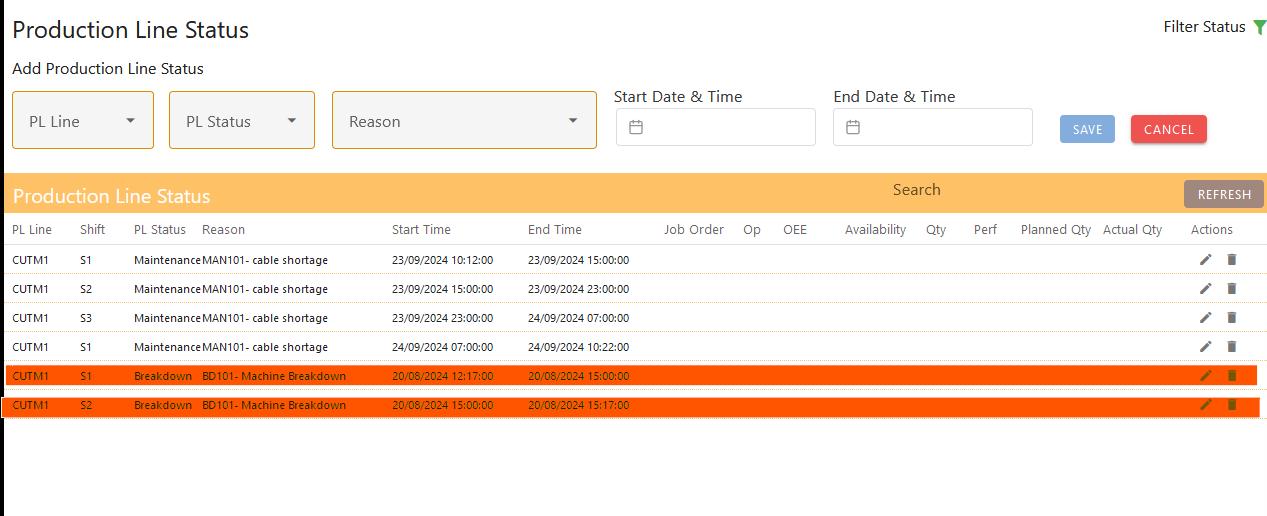 Production Line Status
Filter Status
Add Production Line Status
PL Line
PL Status
Reason
Start Date & Time
End Date & Time
SAVE
CANCEL
Production Line Status
Search
REFRESH
PL Line Shift PL Status Reason Start Time End Time Job Order Op OEE Availability Qty Perf Planned Qty Actual Qty Actions
CUTM1 S1 Maintenance MAN101- cable shortage 23/09/2024 10:12:00 23/09/2024 15:00:00
CUTM1 S2 Maintenance MAN101- cable shortage 23/09/2024 15:00:00 23/09/2024 23:00:00
CUTM1 S3 Maintenance MAN101- cable shortage 23/09/2024 23:00:00 24/09/2024 07:00:00
CUTM1 S1 Maintenance MAN101- cable shortage 24/09/2024 07:00:00 24/09/2024 10:22:00
CUTM1 S1 Breakdown BD101- Machine Breakdown 20/08/2024 12:17:00 20/08/2024 15:00:00
CUTM1 S2 Breakdown BD101- Machine Breakdown 20/08/2024 15:00:00 20/08/2024 15:17:00